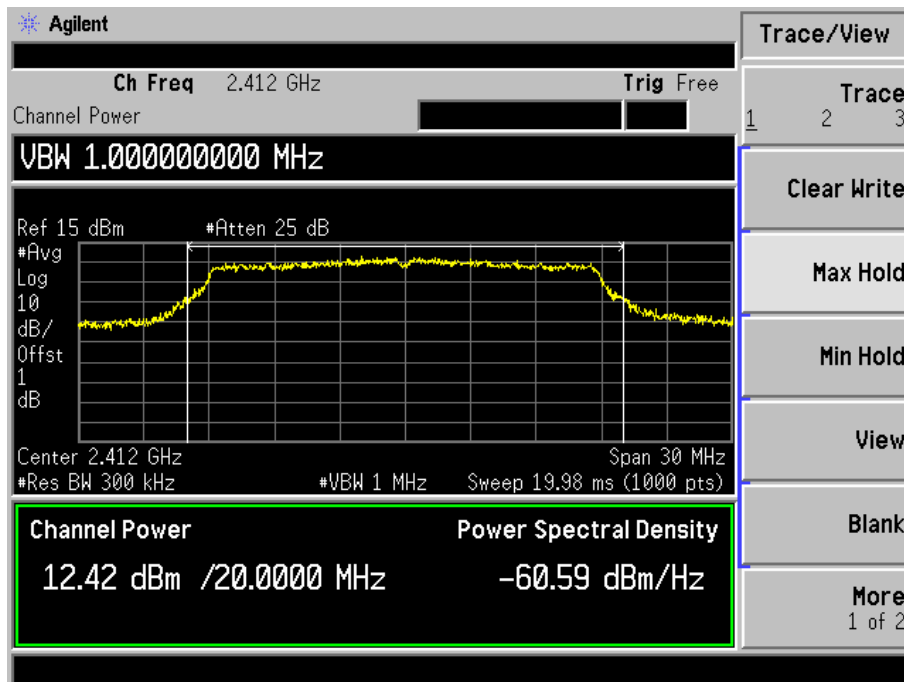 Agilent
Trace/View
Ch Freq 2.412 GHz Trig Free
Channel Power
Trace
1 2 3
VBW 1.000000000 MHz
Clear Write
Ref 15 dBm #Atten 25 dB
#Avg
Log
10
dB/
Offst
1
dB
Max Hold
Min Hold
Center 2.412 GHz Span 30 MHz
#Res BW 300 kHz #VBW 1 MHz Sweep 19.98 ms (1000 pts)
View
Channel Power Power Spectral Density
12.42 dBm /20.0000 MHz -60.59 dBm/Hz
Blank
More
1 of 2